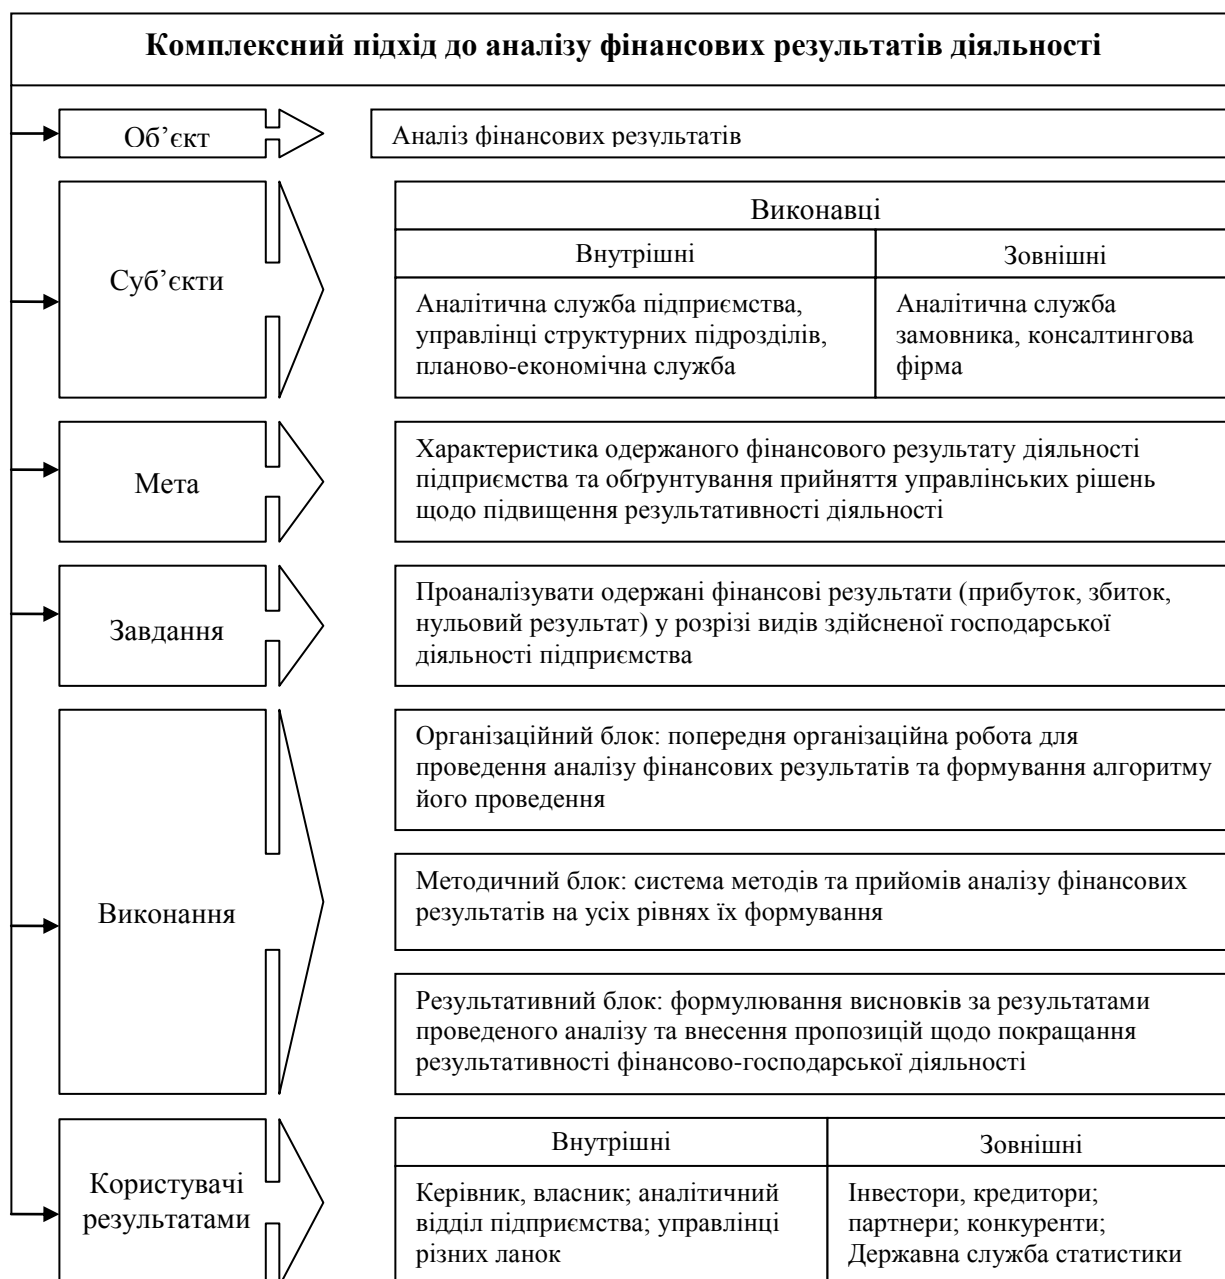 Комплексний підхід до аналізу фінансових результатів діяльності
Об’єкт
Аналіз фінансових результатів
Суб’єкти
Виконавці
Внутрішні
Зовнішні
Аналітична служба підприємства,
управлінці структурних підрозділів,
планово-економічна служба
Аналітична служба
замовника, консалтингова
фірма
Мета
Характеристика одержаного фінансового результату діяльності
підприємства та обґрунтування прийняття управлінських рішень
щодо підвищення результативності діяльності
Завдання
Проаналізувати одержані фінансові результати (прибуток, збиток,
нульовий результат) у розрізі видів здійсненої господарської
діяльності підприємства
Виконання
Організаційний блок: попередня організаційна робота для
проведення аналізу фінансових результатів та формування алгоритму
його проведення
Методичний блок: система методів та прийомів аналізу фінансових
результатів на усіх рівнях їх формування
Результативний блок: формулювання висновків за результатами
проведеного аналізу та внесення пропозицій щодо покращання
результативності фінансово-господарської діяльності
Користувачі
результатами
Внутрішні
Зовнішні
Керівник, власник; аналітичний
відділ підприємства; управлінці
різних ланок
Інвестори, кредитори;
партнери; конкуренти;
Державна служба статистики